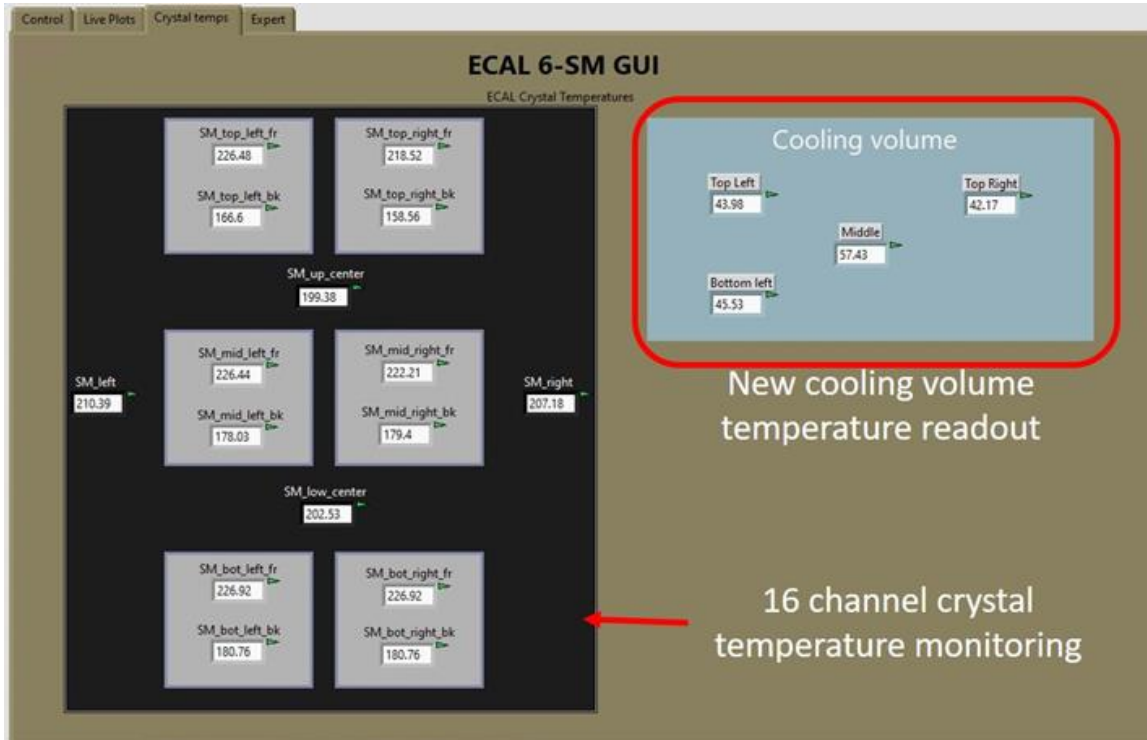 Control Live Plots Crystal temps Expert
ECAL 6-SM GUI
ECAL Crystal Temperatures
SM_top_left_fr
226.48
SM_top_left_bk
166.6
SM_top_right_fr
218.52
SM_top_right_bk
158.56
SM_up_center
199.38
SM_left
210.39
SM_mid_left_fr
226.44
SM_mid_left_bk
178.03
SM_mid_right_fr
222.21
SM_mid_right_bk
179.4
SM_right
207.18
SM_low_center
202.53
SM_bot_left_fr
226.92
SM_bot_left_bk
180.76
SM_bot_right_fr
226.92
SM_bot_right_bk
180.76
Cooling volume
Top Left
43.98
Top Right
42.17
Middle
57.43
Bottom left
45.53
New cooling volume
temperature readout
16 channel crystal
temperature monitoring